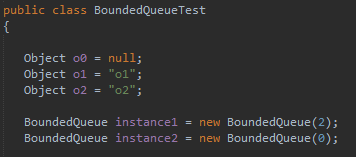 public class BoundedQueueTest
{
Object o0 = null;
Object o1 = "o1";
Object o2 = "o2";
BoundedQueue instance1 = new BoundedQueue(2);
BoundedQueue instance2 = new BoundedQueue(0);